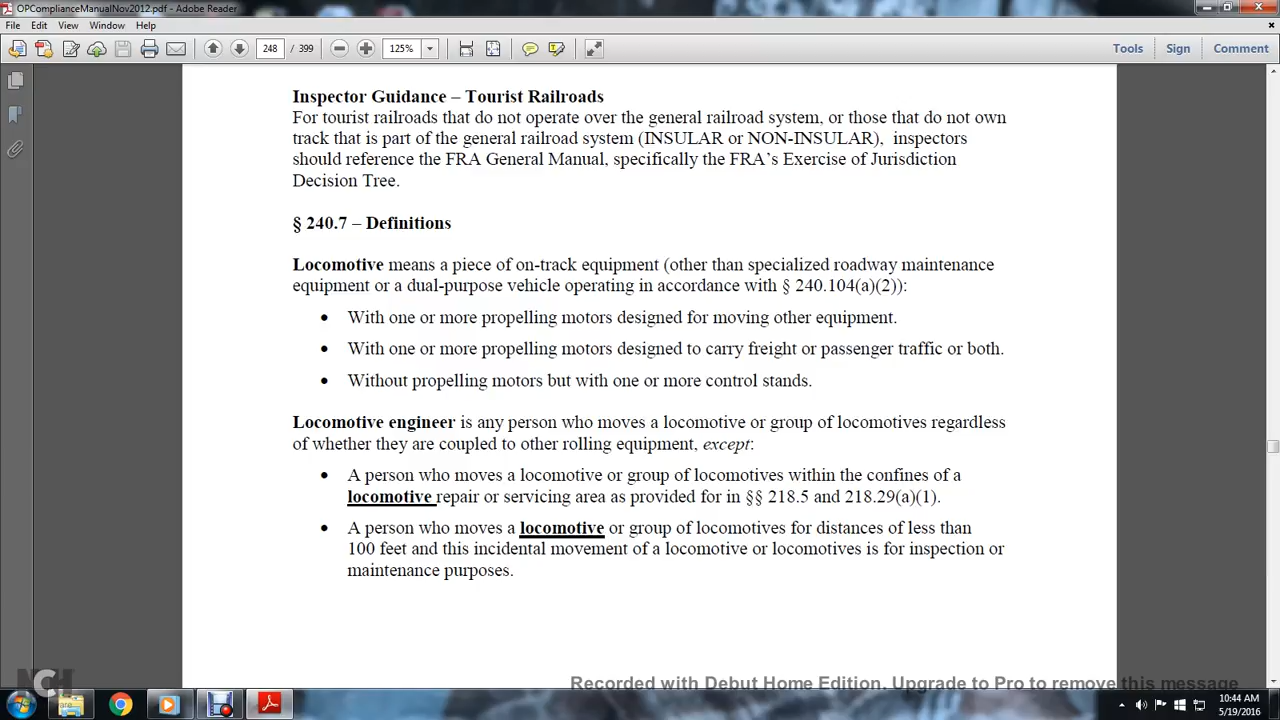 OPComplianceManualNov2012.pdf - Adobe Reader
File Edit View Window Help
248 / 399 125% Tools Sign Comment
Inspector Guidance – Tourist Railroads
For tourist railroads that do not operate over the general railroad system, or those that do not own
track that is part of the general railroad system (INSULAR or NON-INSULAR),  inspectors
should reference the FRA General Manual, specifically the FRA’s Exercise of Jurisdiction
Decision Tree.
§ 240.7 – Definitions
Locomotive means a piece of on-track equipment (other than specialized roadway maintenance
equipment or a dual-purpose vehicle operating in accordance with § 240.104(a)(2)):
• With one or more propelling motors designed for moving other equipment.
• With one or more propelling motors designed to carry freight or passenger traffic or both.
• Without propelling motors but with one or more control stands.
Locomotive engineer is any person who moves a locomotive or group of locomotives regardless
of whether they are coupled to other rolling equipment, except:
• A person who moves a locomotive or group of locomotives within the confines of a
locomotive repair or servicing area as provided for in §§ 218.5 and 218.29(a)(1).
• A person who moves a locomotive or group of locomotives for distances of less than
100 feet and this incidental movement of a locomotive or locomotives is for inspection or
maintenance purposes.
NCH
Recorded with Debut Home Edition. Upgrade to Pro to remove this message
10:44 AM
5/19/2016